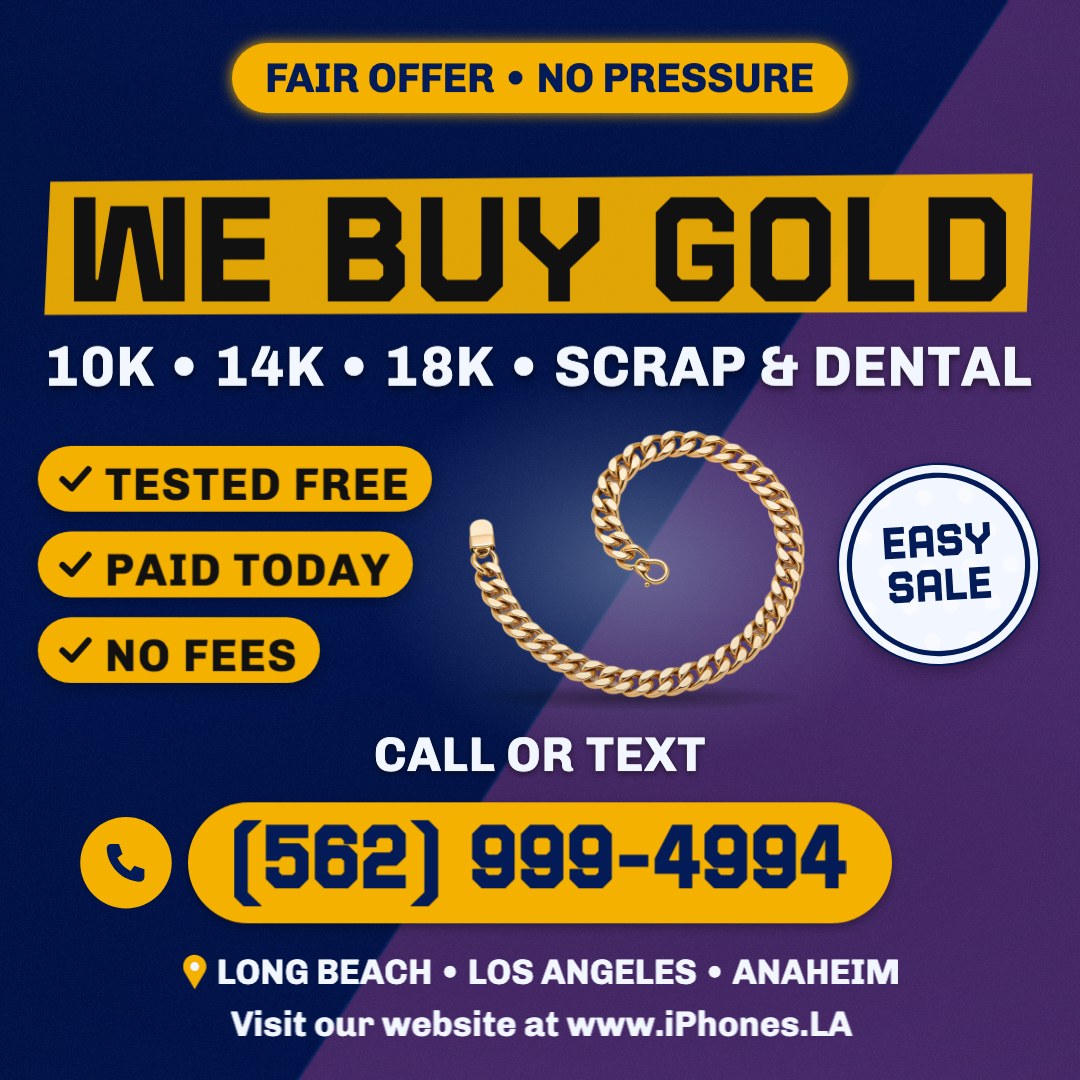 FAIR OFFER • NO PRESSURE
WE BUY GOLD
10K • 14K • 18K • SCRAP & DENTAL
✓ TESTED FREE
✓ PAID TODAY
✓ NO FEES
EASY
SALE
CALL OR TEXT
(562) 999-4994
LONG BEACH • LOS ANGELES • ANAHEIM
Visit our website at www.iPhones.LA